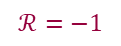 ℛ = −1